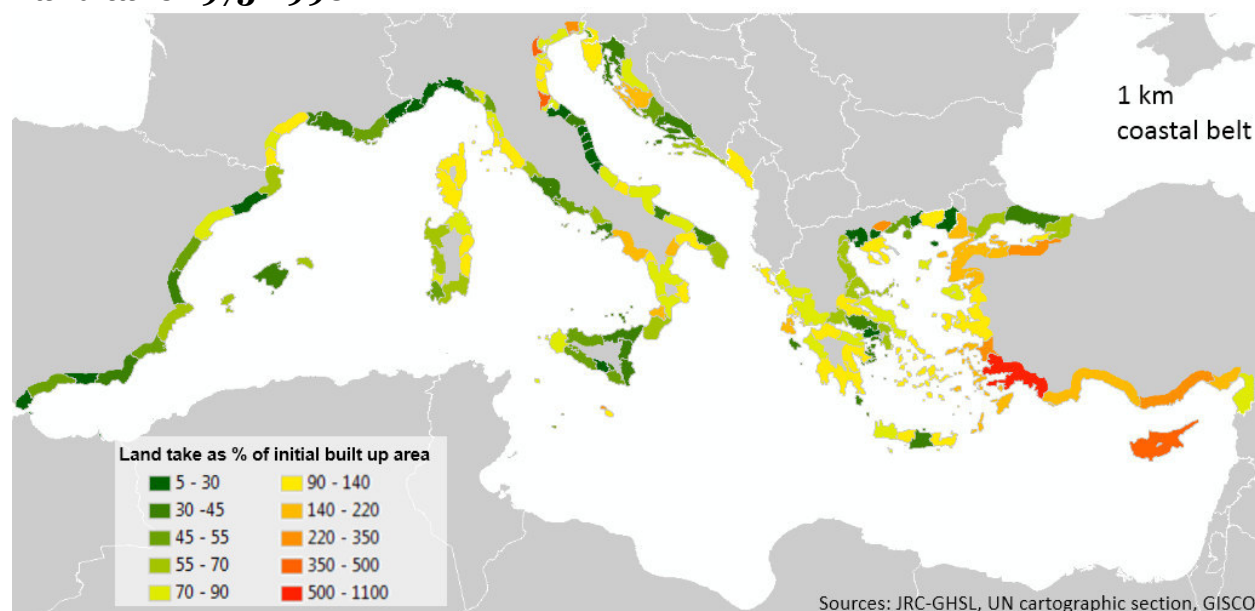 1 km
coastal belt
Land take as % of initial built up area
5 - 30
30 -45
45 - 55
55 - 70
70 - 90
90 - 140
140 - 220
220 - 350
350 - 500
500 - 1100
Sources: JRC-GHSL, UN cartographic section, GISCO